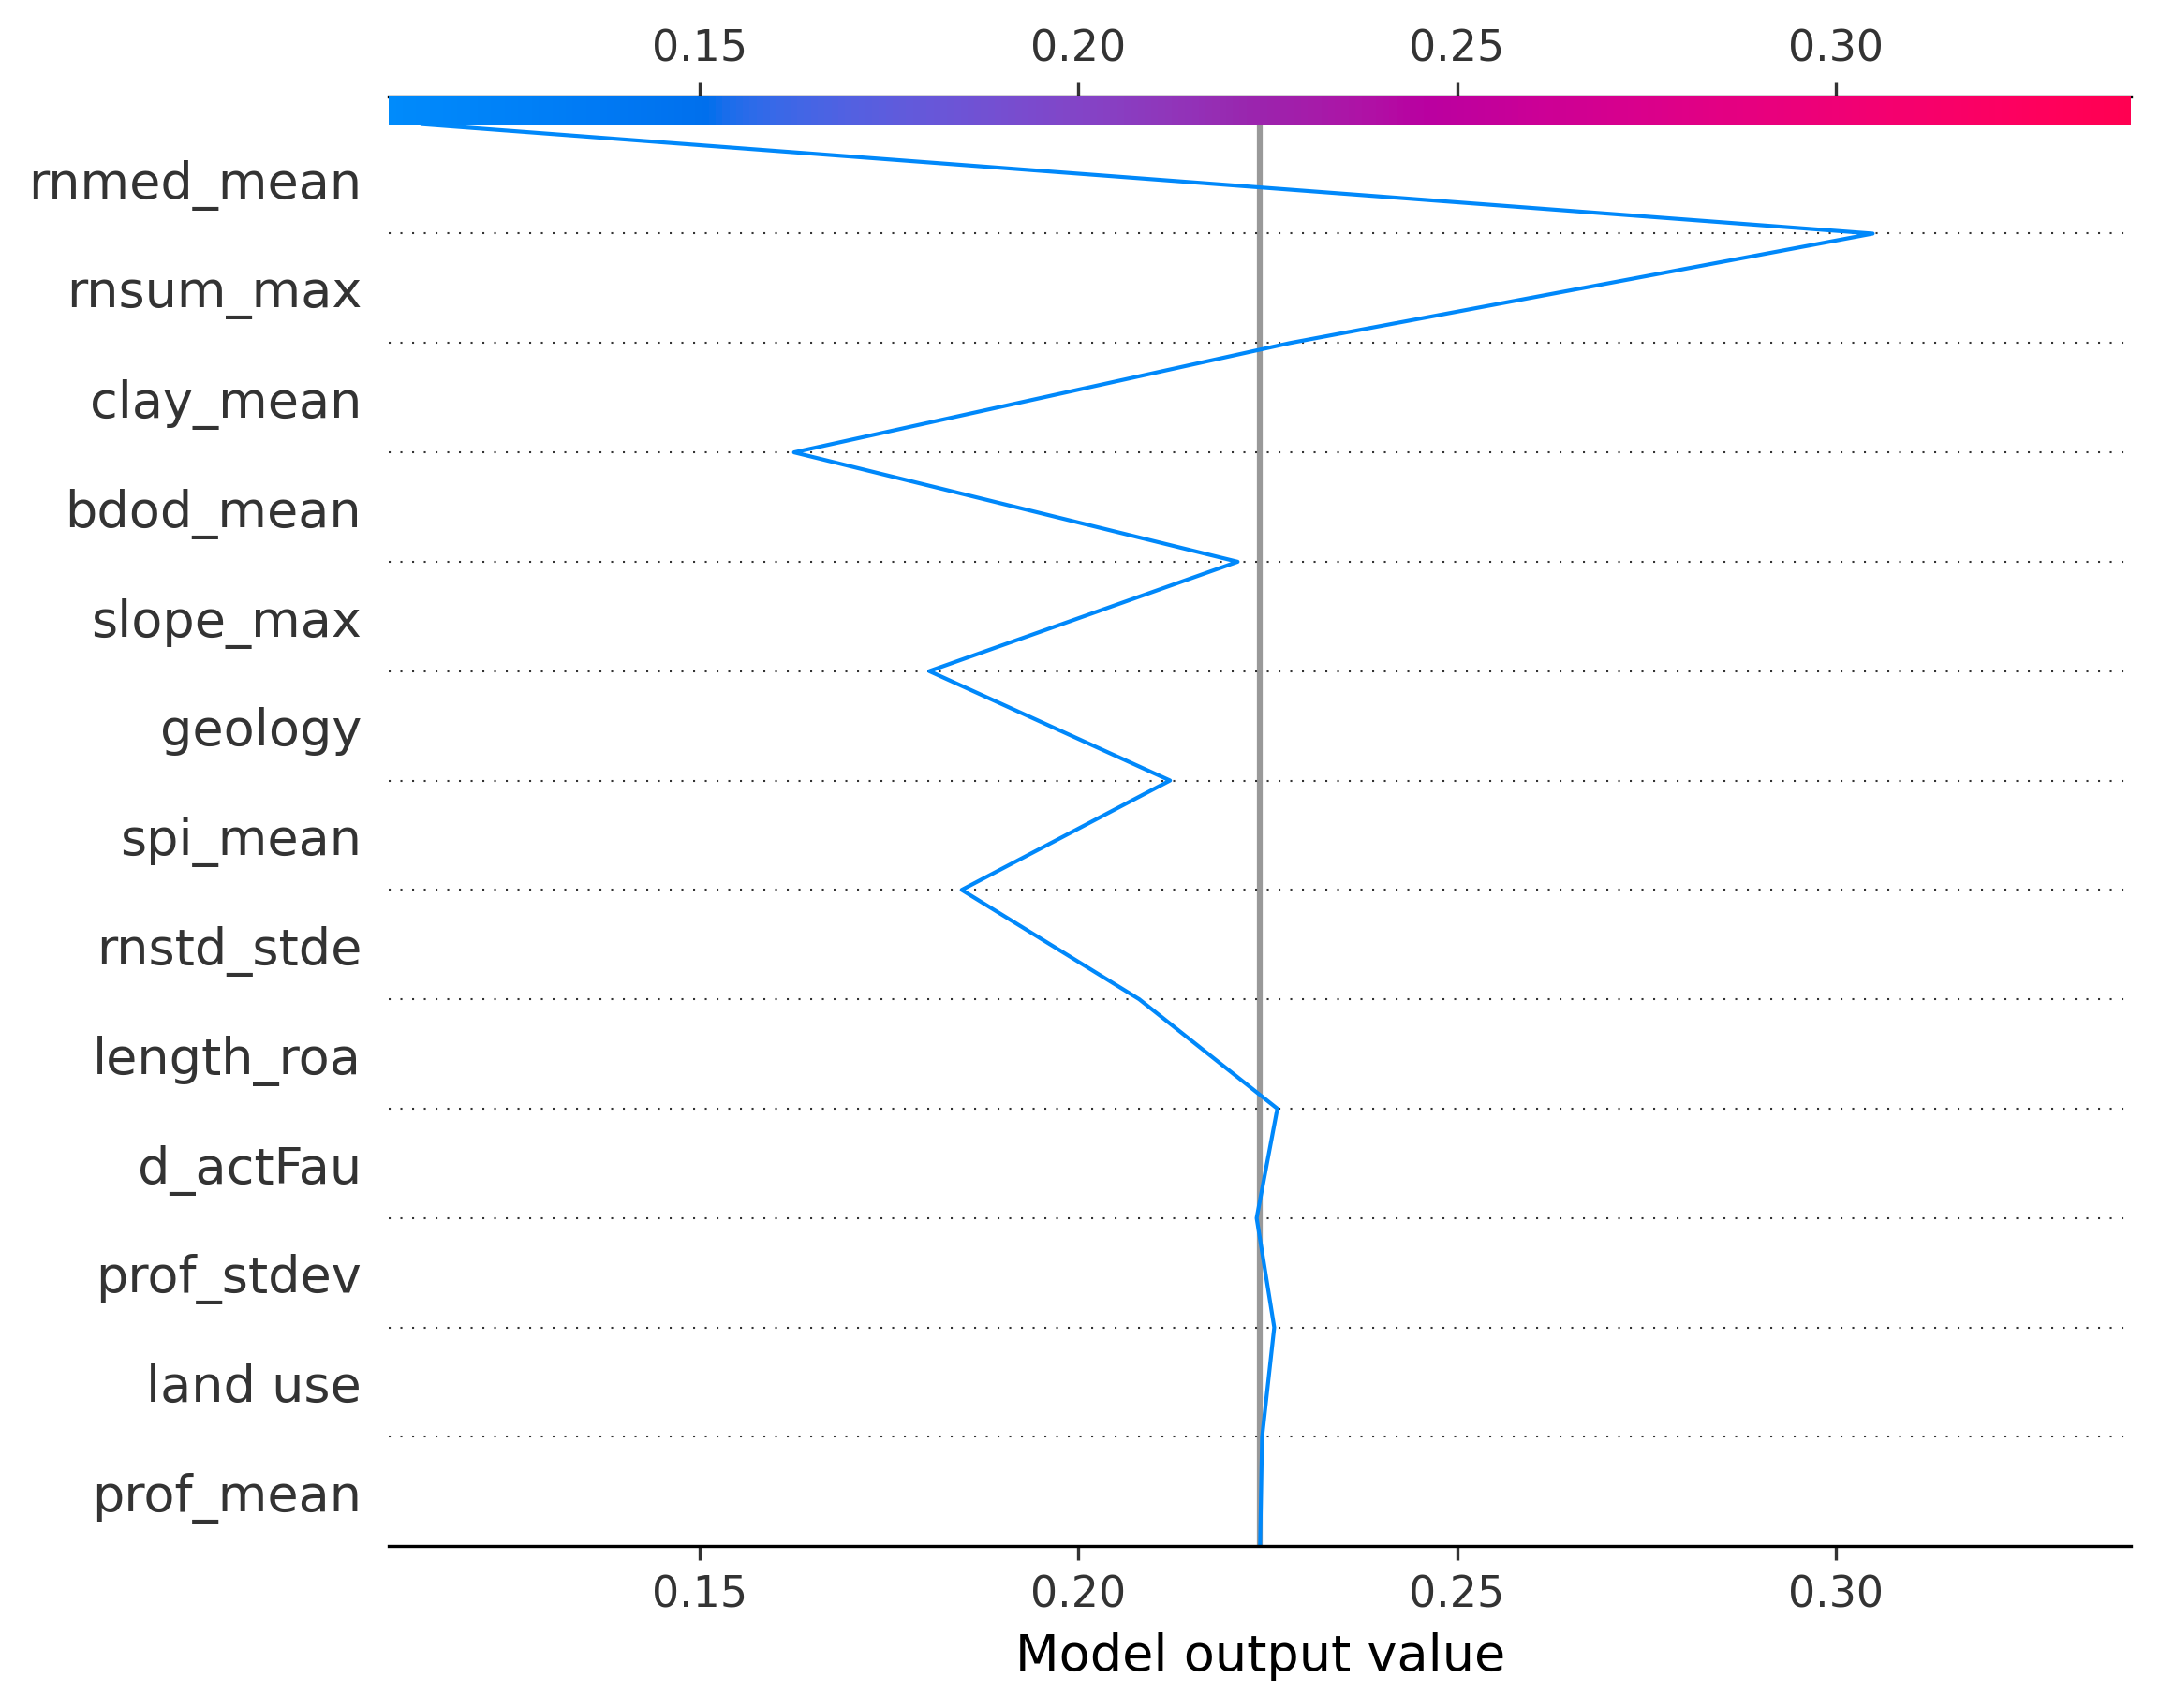 0.15 0.20 0.25 0.30
rnmed_mean
rnsum_max
clay_mean
bdod_mean
slope_max
geology
spi_mean
rnstd_stde
length_roa
d_actFau
prof_stdev
land use
prof_mean
0.15 0.20 0.25 0.30
Model output value